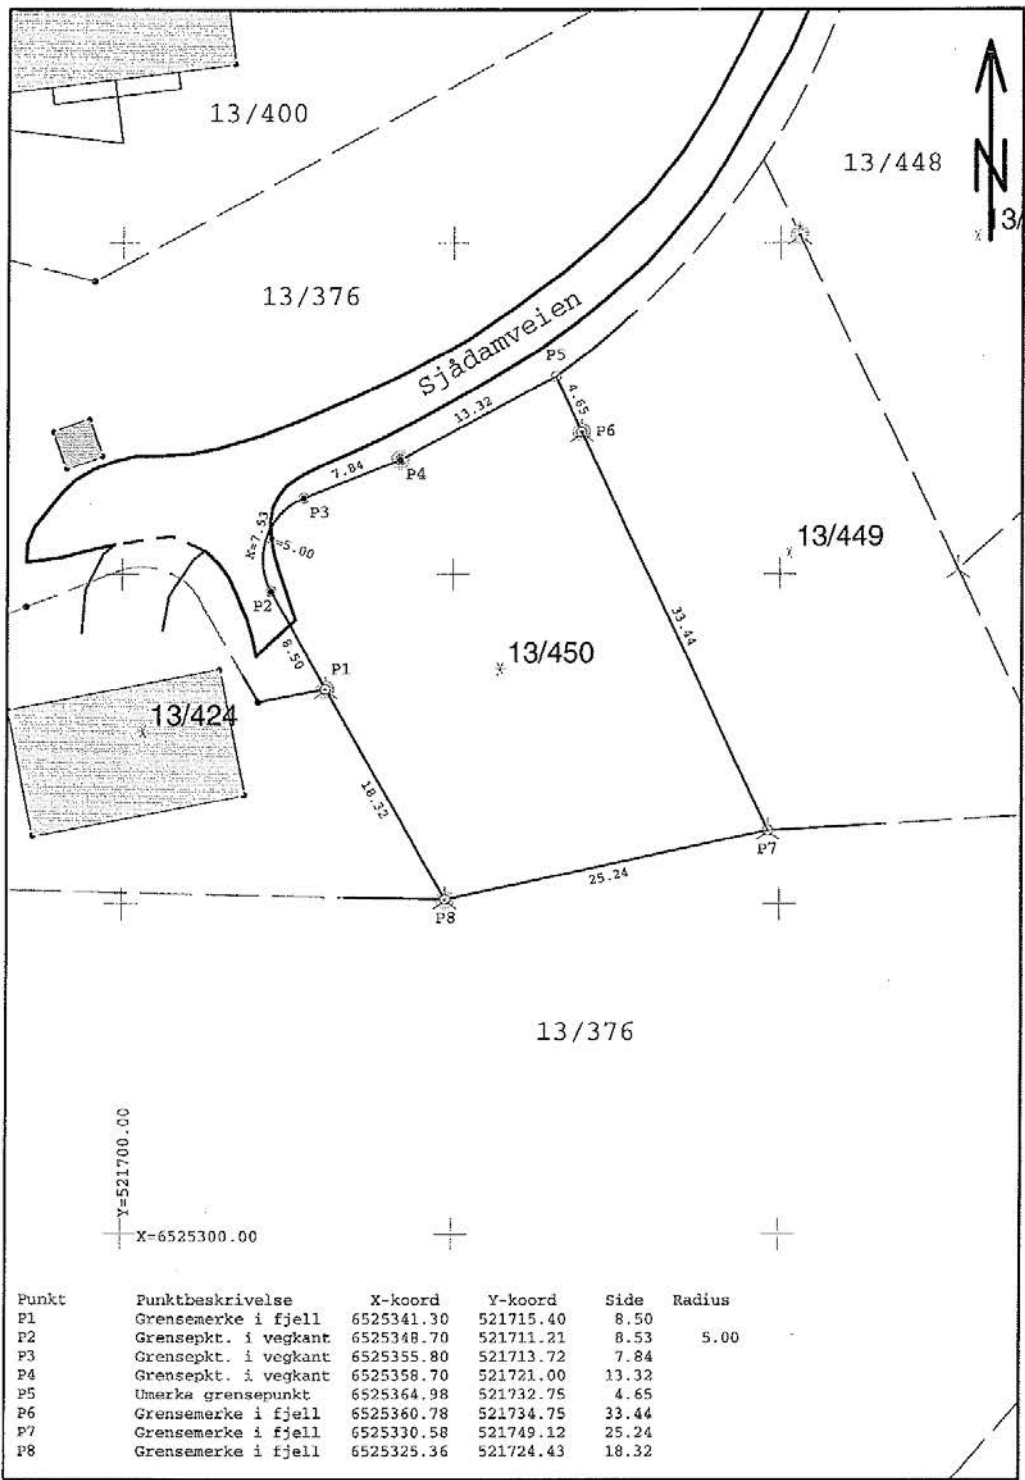 13/400
13/448
N
13/
13/376
Sjådamveien
P5
4.65
13.32
P6
7.84
P4
P3
K=7.53
=5.00
13/449
P2
33.44
8.50
13/450
P1
13/424
18.32
P7
25.24
P8
13/376
Y=521700.00
X=6525300.00
Punkt Punktbeskrivelse X-koord Y-koord Side Radius
P1 Grensemerke i fjell 6525341.30 521715.40 8.50
P2 Grensepkt. i vegkant 6525348.70 521711.21 8.53 5.00
P3 Grensepkt. i vegkant 6525355.80 521713.72 7.84
P4 Grensepkt. i vegkant 6525358.70 521721.00 13.32
P5 Umerka grensepunkt 6525364.98 521732.75 4.65
P6 Grensemerke i fjell 6525360.78 521734.75 33.44
P7 Grensemerke i fjell 6525330.58 521749.12 25.24
P8 Grensemerke i fjell 6525325.36 521724.43 18.32